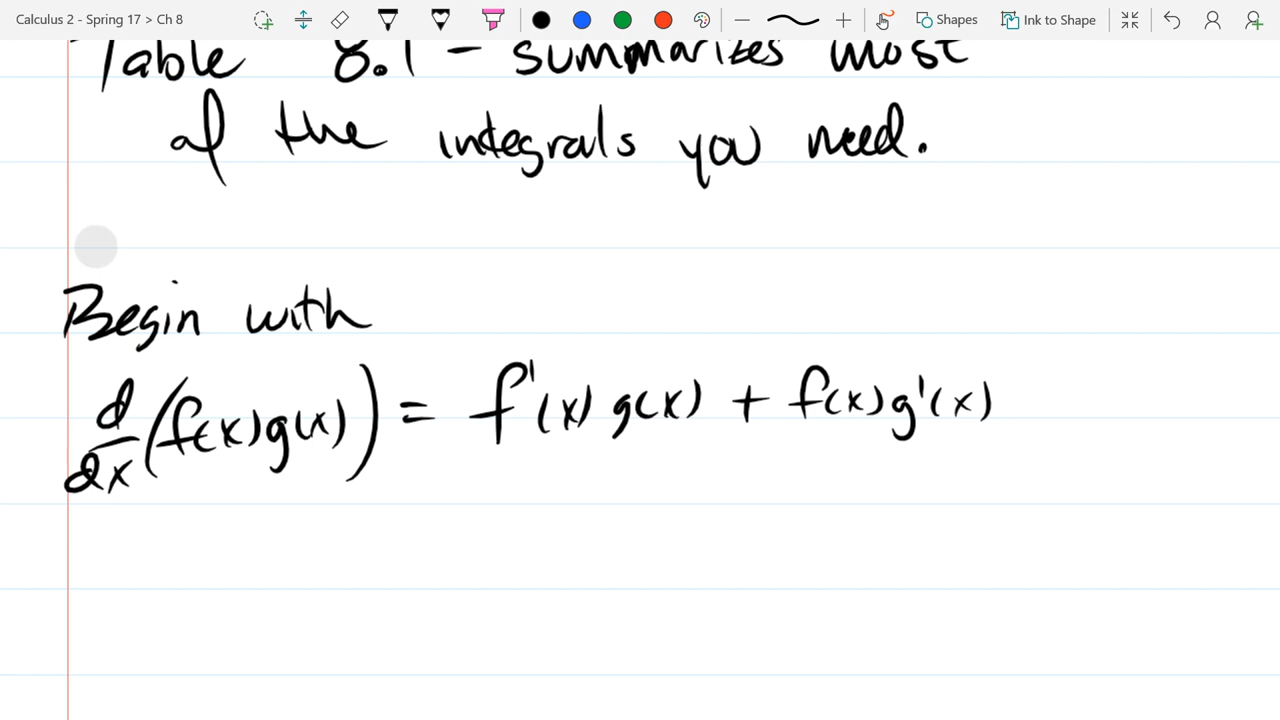 Calculus 2 - Spring 17 > Ch 8
Shapes
Ink to Shape
Table 8.1 - summarizes most
of the integrals you need.
Begin with
d/dx (f(x)g(x)) = f'(x) g(x) + f(x)g'(x)